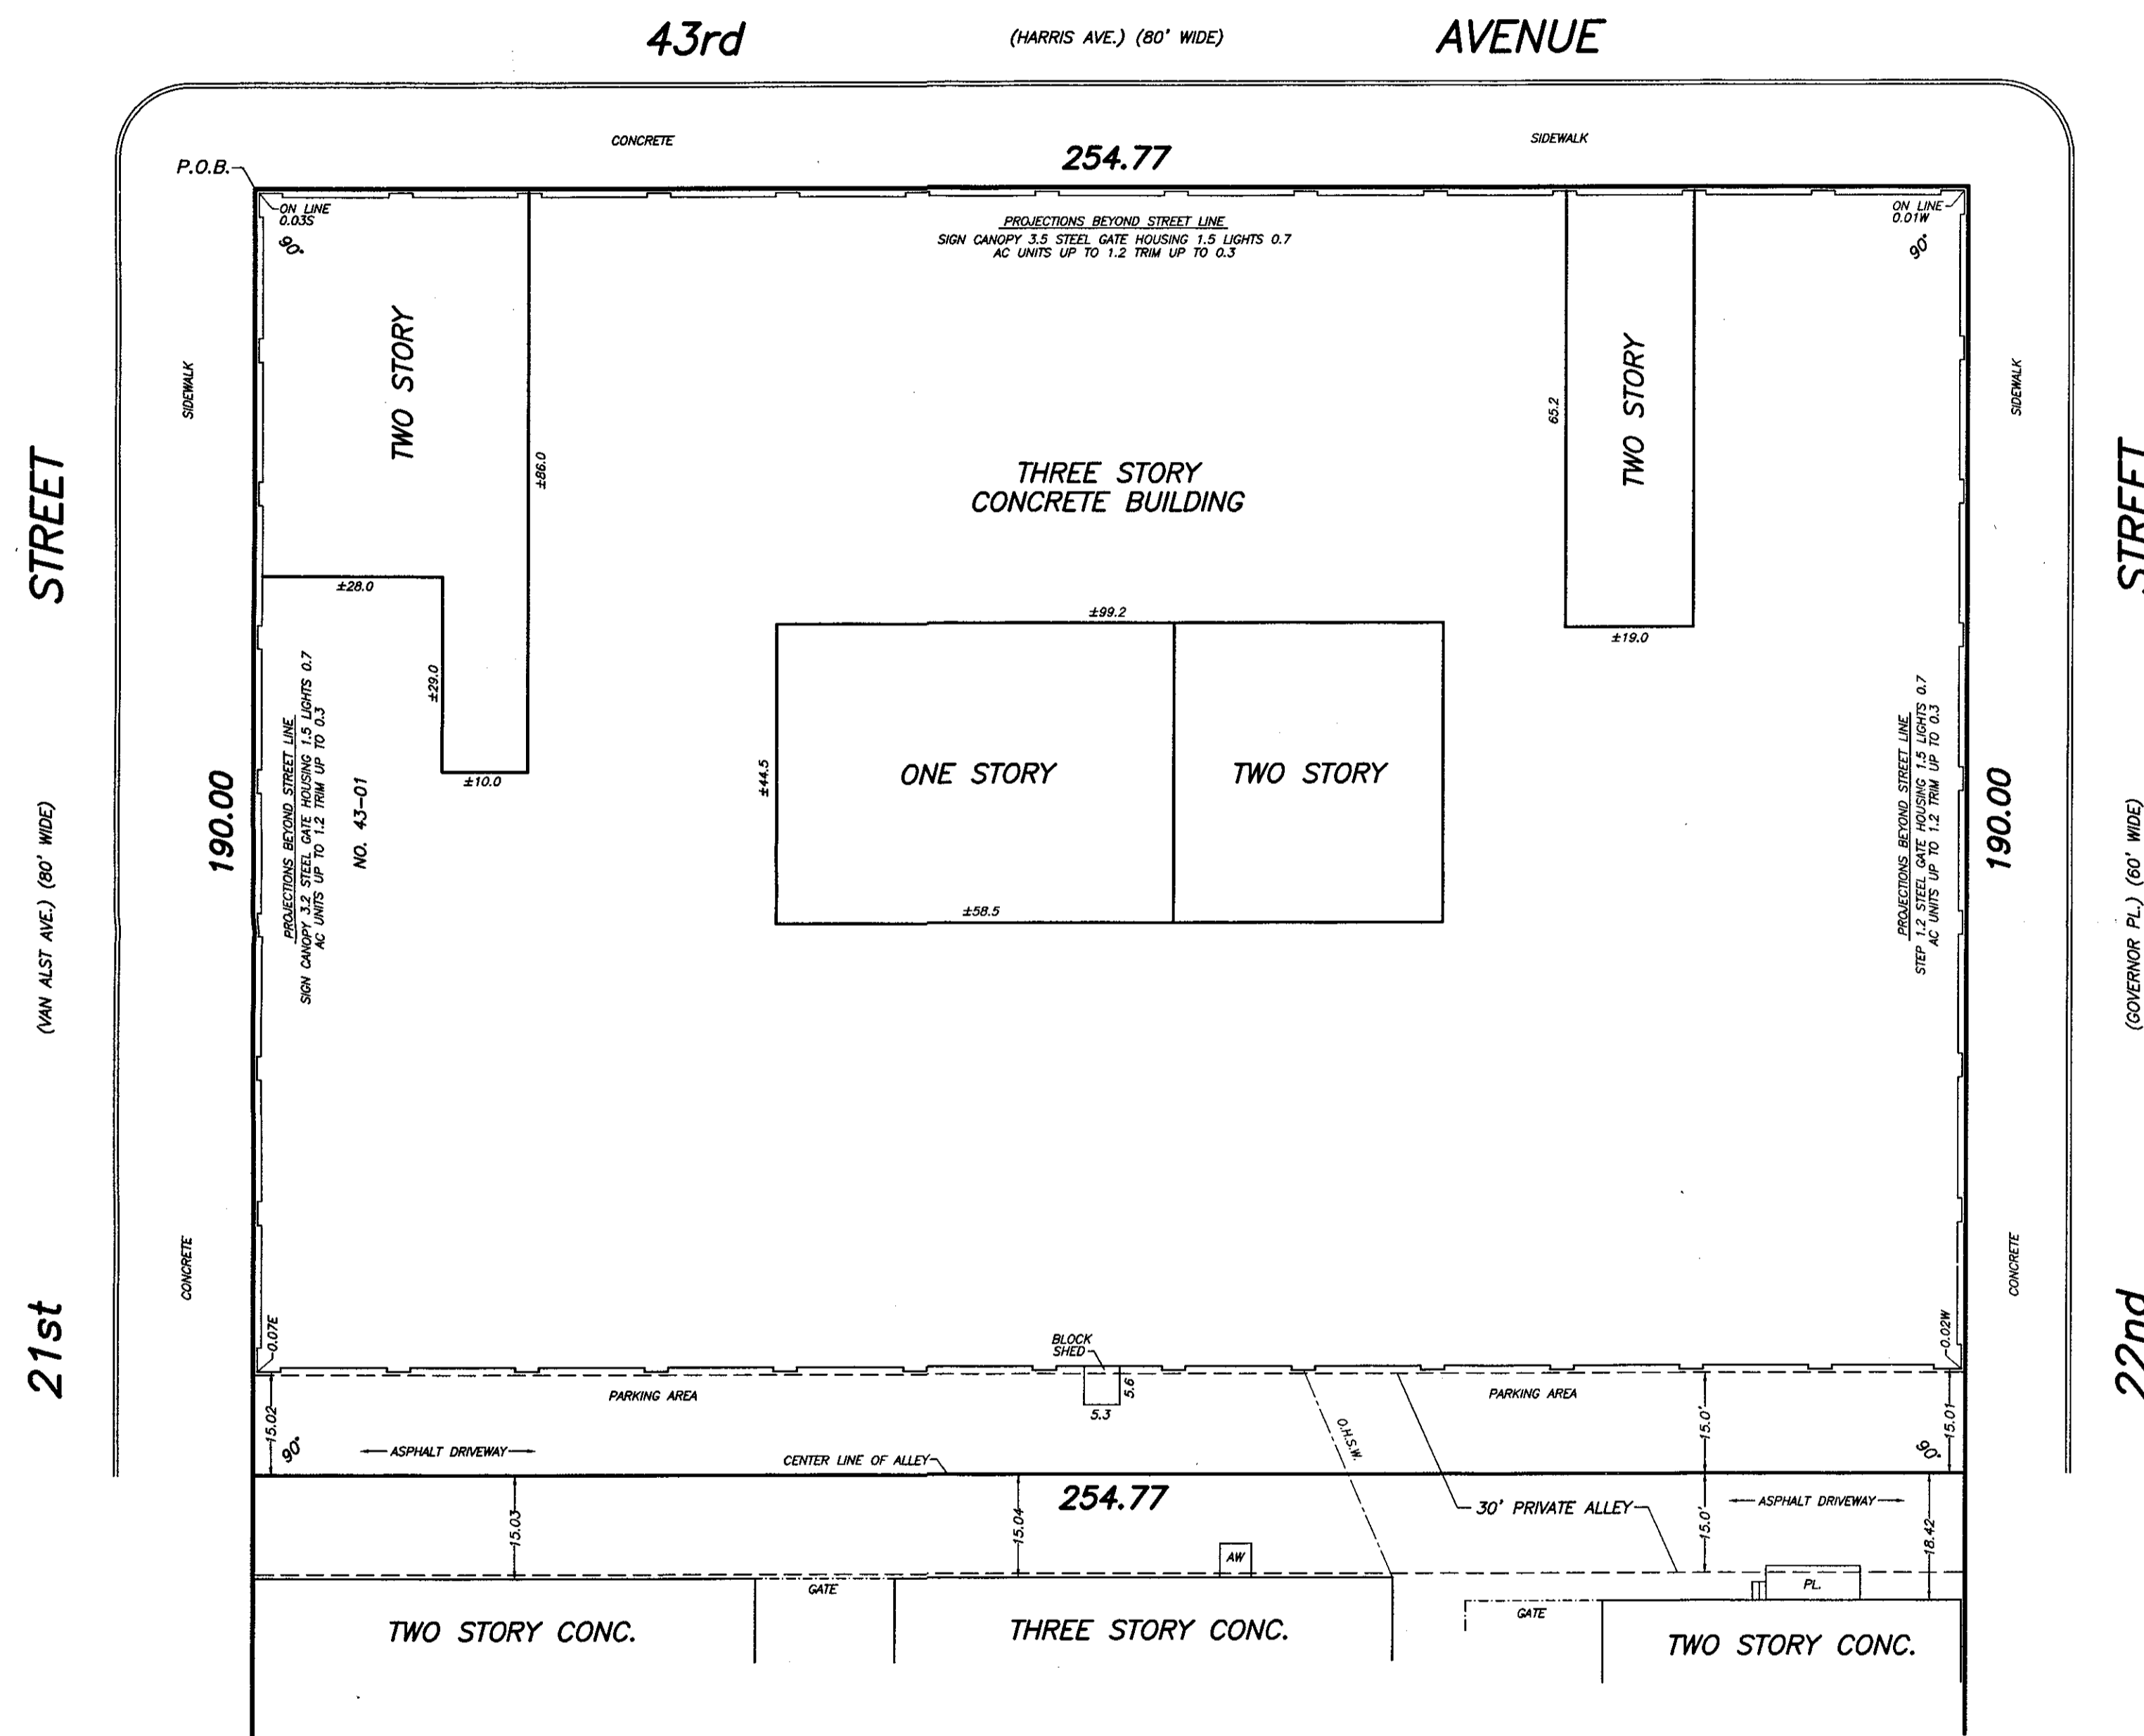 43rd (HARRIS AVE.) (80' WIDE) AVENUE
CONCRETE
SIDEWALK
254.77
P.O.B.
ON LINE
0.03S
90°
PROJECTIONS BEYOND STREET LINE
SIGN CANOPY 3.5 STEEL GATE HOUSING 1.5 LIGHTS 0.7
AC UNITS UP TO 1.2 TRIM UP TO 0.3
ON LINE
0.01W
90°
TWO STORY
±86.0
±28.0
±29.0
±10.0
THREE STORY
CONCRETE BUILDING
65.2
TWO STORY
±19.0
SIDEWALK
SIDEWALK
STREET
STREET
±99.2
±44.5
ONE STORY
TWO STORY
±58.5
PROJECTIONS BEYOND STREET LINE
SIGN CANOPY 3.2 STEEL GATE HOUSING 1.5 LIGHTS 0.7
AC UNITS UP TO 1.2 TRIM UP TO 0.3
NO. 43-01
190.00
(VAN ALST AVE.) (80' WIDE)
PROJECTIONS BEYOND STREET LINE
STEP 1.2 STEEL GATE HOUSING 1.5 LIGHTS 0.7
AC UNITS UP TO 1.2 TRIM UP TO 0.3
190.00
(GOVERNOR PL.) (60' WIDE)
CONCRETE
CONCRETE
21st
22nd
0.07E
0.02W
BLOCK
SHED
5.6
5.3
PARKING AREA
PARKING AREA
15.02
90°
ASPHALT DRIVEWAY
CENTER LINE OF ALLEY
O.H.S.W.
15.0'
15.01
90°
254.77
15.03
15.04
30' PRIVATE ALLEY
15.0'
ASPHALT DRIVEWAY
18.42
AW
GATE
PL.
GATE
TWO STORY CONC.
THREE STORY CONC.
TWO STORY CONC.